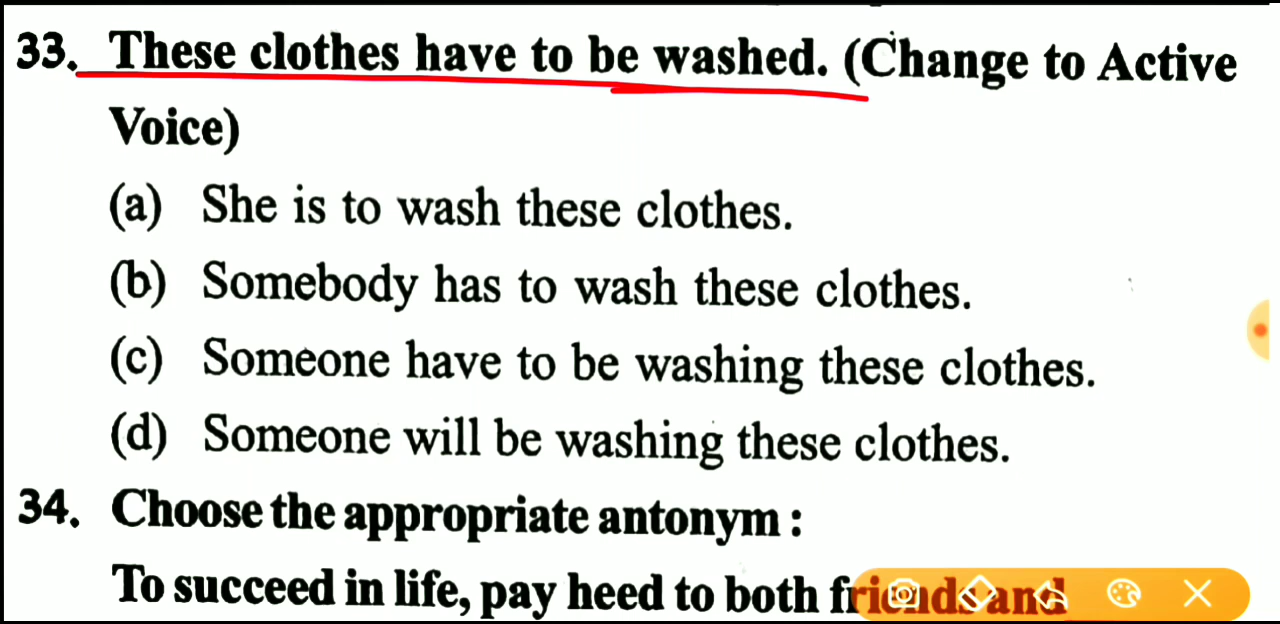 33. These clothes have to be washed. (Change to Active
Voice)
(a) She is to wash these clothes.
(b) Somebody has to wash these clothes.
(c) Someone have to be washing these clothes.
(d) Someone will be washing these clothes.
34. Choose the appropriate antonym :
To succeed in life, pay heed to both friends and